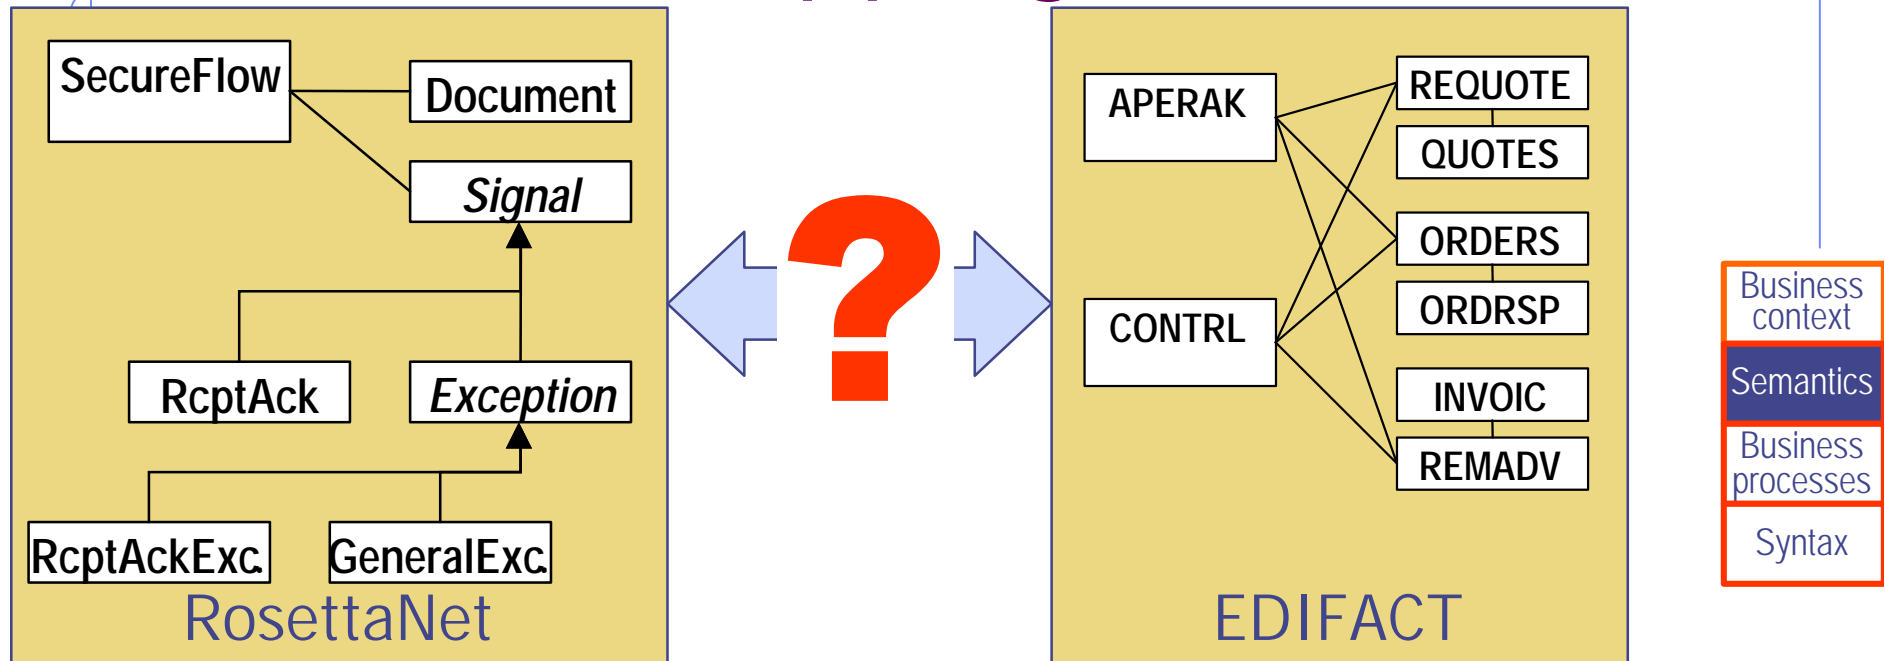 SecureFlow
Document
Signal
RcptAck
Exception
RcptAckExc.
GeneralExc.
RosettaNet
?
APERAK
CONTRL
REQUOTE
QUOTES
ORDERS
ORDRSP
INVOIC
REMADV
EDIFACT
Business
context
Semantics
Business
processes
Syntax